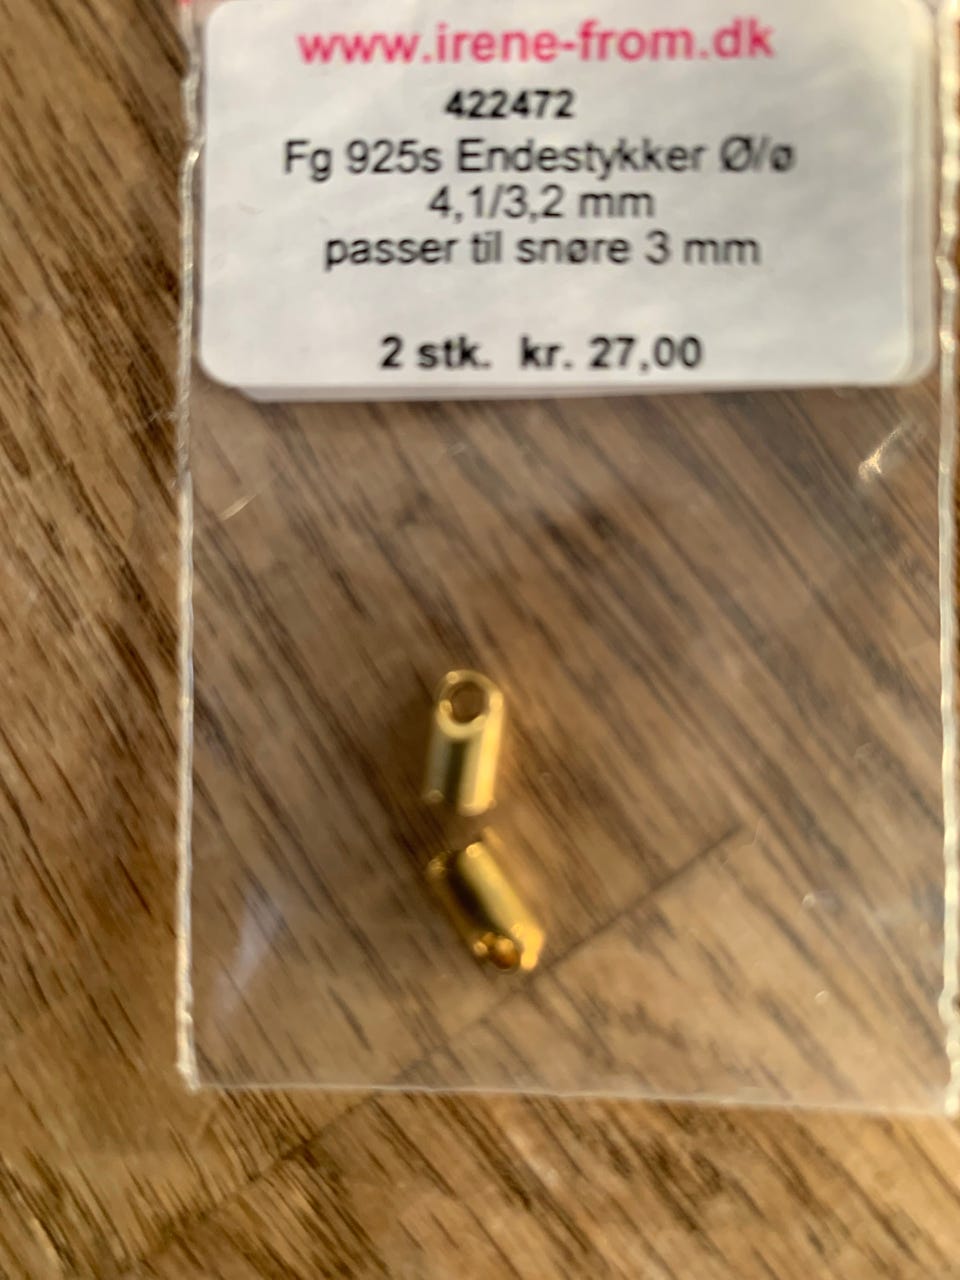 www.irene-from.dk
422472
Fg 925s Endestykker Ø/ø
4,1/3,2 mm
passer til snøre 3 mm
2 stk. kr. 27,00